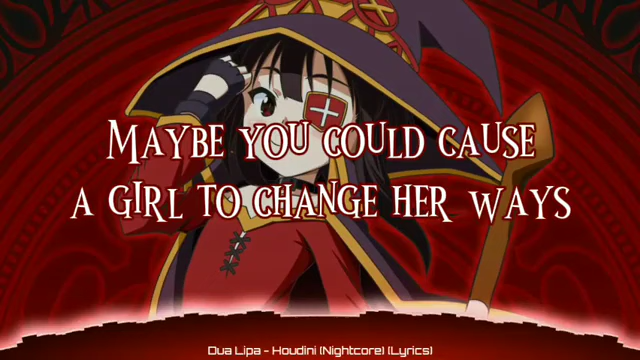 Maybe you could cause
a girl to change her ways
Dua Lipa - Houdini (Nightcore) (Lyrics)